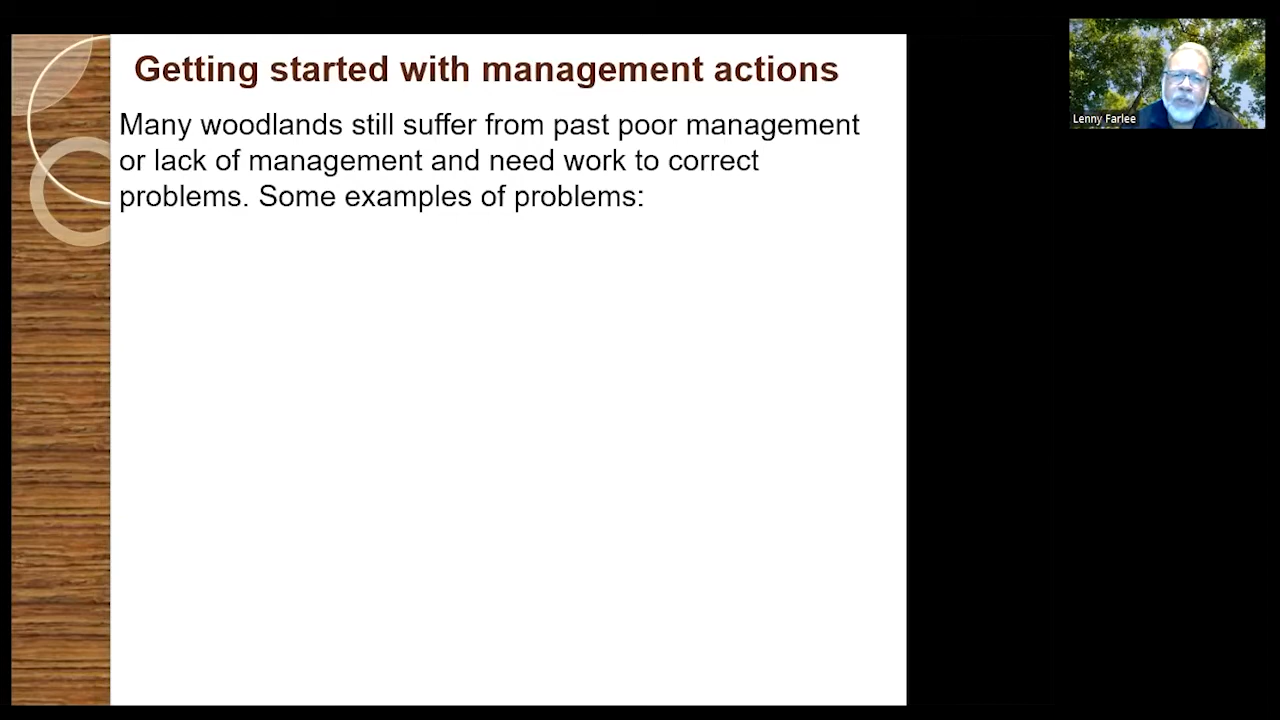 Getting started with management actions
Many woodlands still suffer from past poor management
or lack of management and need work to correct
problems. Some examples of problems:
Lenny Farlee